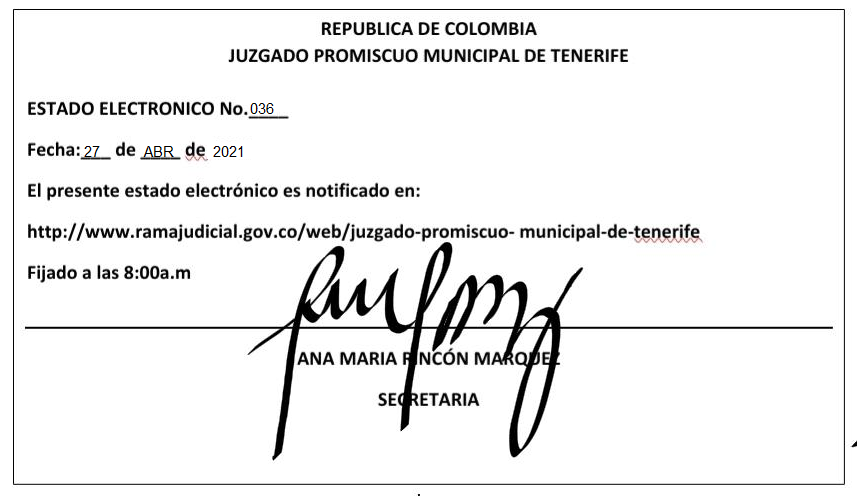 REPUBLICA DE COLOMBIA
JUZGADO PROMISCUO MUNICIPAL DE TENERIFE
ESTADO ELECTRONICO No. 036
Fecha: 27 de ABR de 2021
El presente estado electrónico es notificado en:
http://www.ramajudicial.gov.co/web/juzgado-promiscuo- municipal-de-tenerife
Fijado a las 8:00a.m
ANA MARIA RINCÓN MARQUEZ
SECRETARIA